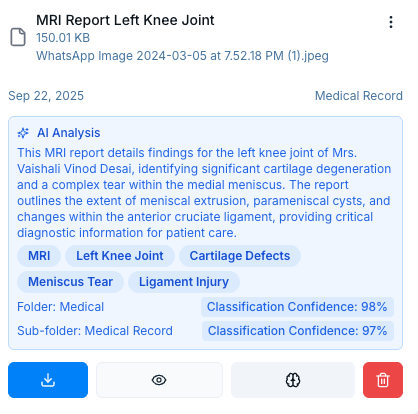 MRI Report Left Knee Joint
150.01 KB
WhatsApp Image 2024-03-05 at 7.52.18 PM (1).jpeg
Sep 22, 2025 Medical Record
AI Analysis
This MRI report details findings for the left knee joint of Mrs.
Vaishali Vinod Desai, identifying significant cartilage degeneration
and a complex tear within the medial meniscus. The report
outlines the extent of meniscal extrusion, parameniscal cysts, and
changes within the anterior cruciate ligament, providing critical
diagnostic information for patient care.
MRI Left Knee Joint Cartilage Defects
Meniscus Tear Ligament Injury
Folder: Medical Classification Confidence: 98%
Sub-folder: Medical Record Classification Confidence: 97%